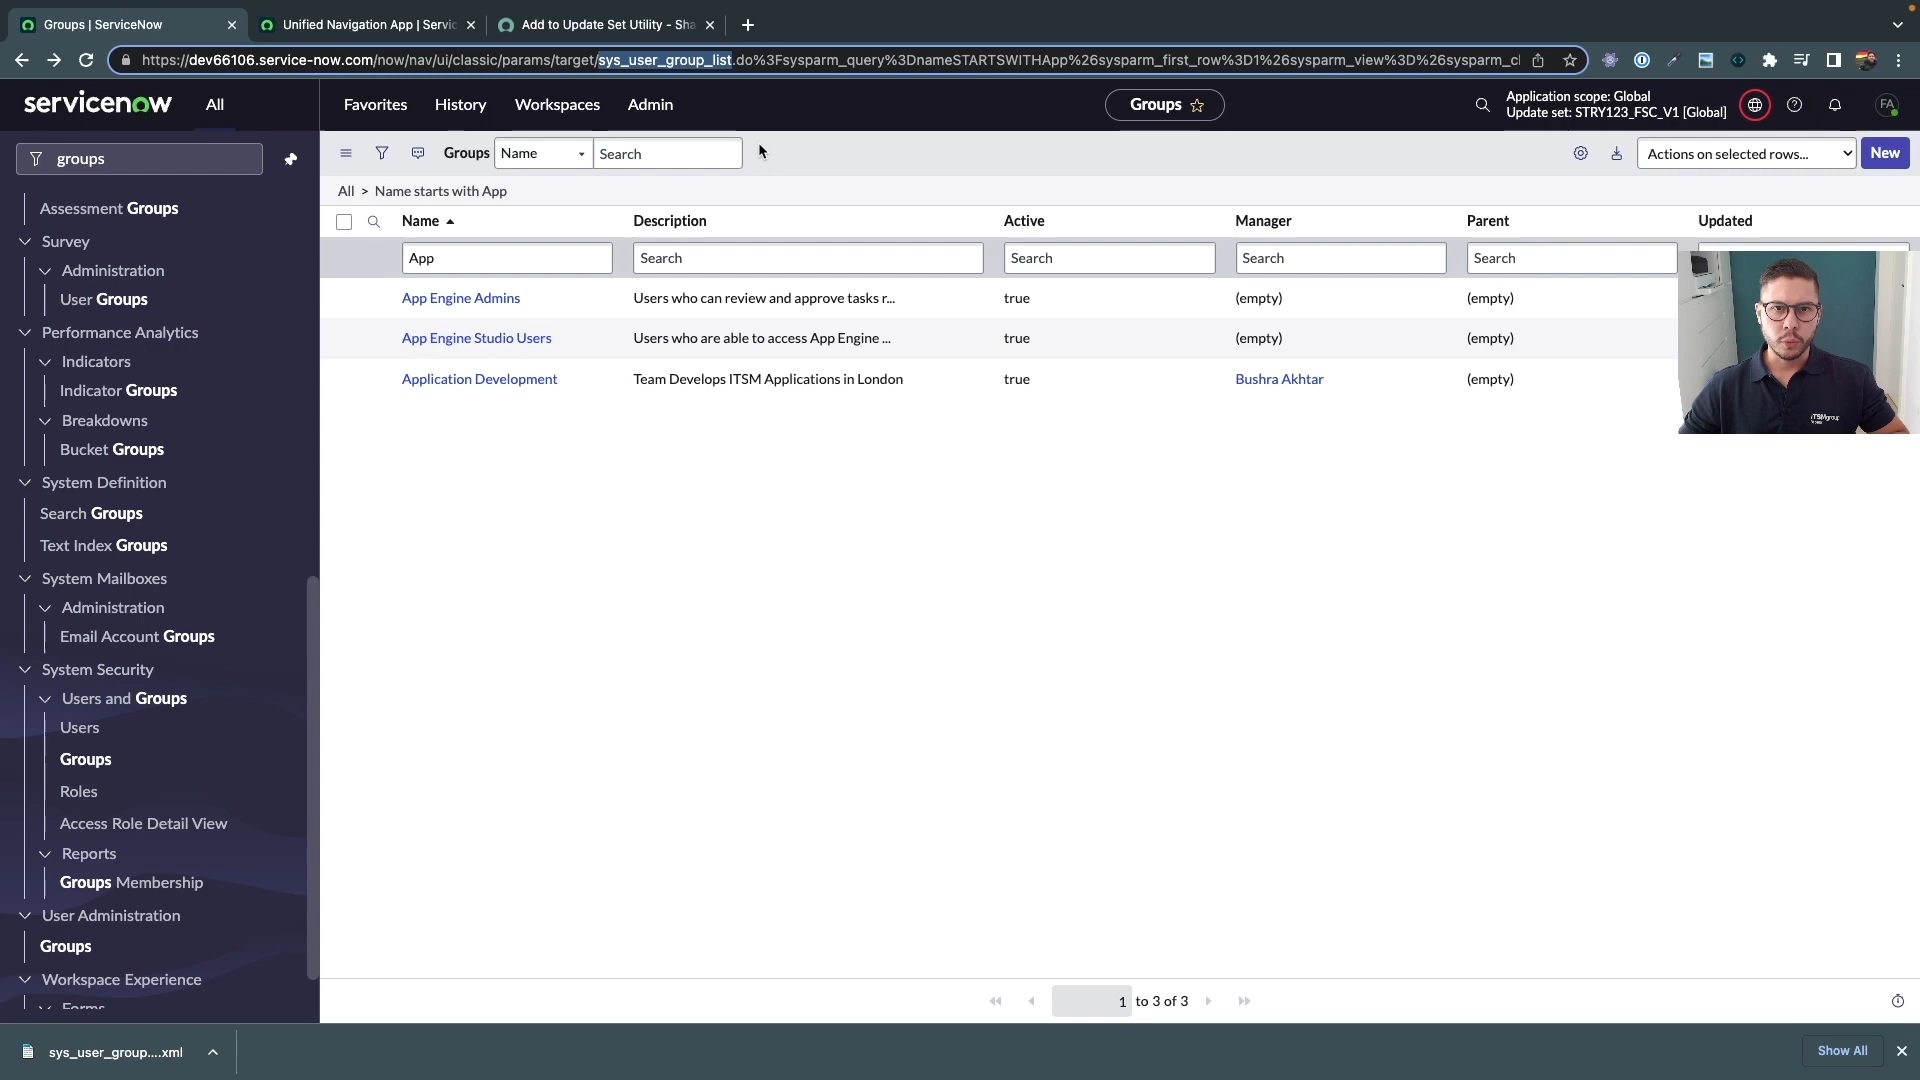 Groups | ServiceNow
Unified Navigation App | Servic
Add to Update Set Utility - Sha
https://dev66106.service-now.com/now/nav/ui/classic/params/target/sys_user_group_list.do%3Fsysparm_query%3DnameSTARTSWITHApp%26sysparm_first_row%3D1%26sysparm_view%3D%26sysparm_cl
servicenow
All
Favorites
History
Workspaces
Admin
Groups
Application scope: Global
Update set: STRY123_FSC_V1 [Global]
FA
groups
Groups
Name
Search
Actions on selected rows...
New
All > Name starts with App
Name
Description
Active
Manager
Parent
Updated
App
Search
Search
Search
Search
App Engine Admins
Users who can review and approve tasks r...
true
(empty)
(empty)
App Engine Studio Users
Users who are able to access App Engine ...
true
(empty)
(empty)
Application Development
Team Develops ITSM Applications in London
true
Bushra Akhtar
(empty)
Assessment Groups
Survey
Administration
User Groups
Performance Analytics
Indicators
Indicator Groups
Breakdowns
Bucket Groups
System Definition
Search Groups
Text Index Groups
System Mailboxes
Administration
Email Account Groups
System Security
Users and Groups
Users
Groups
Roles
Access Role Detail View
Reports
Groups Membership
User Administration
Groups
Workspace Experience
Forms
1 to 3 of 3
sys_user_group....xml
Show All